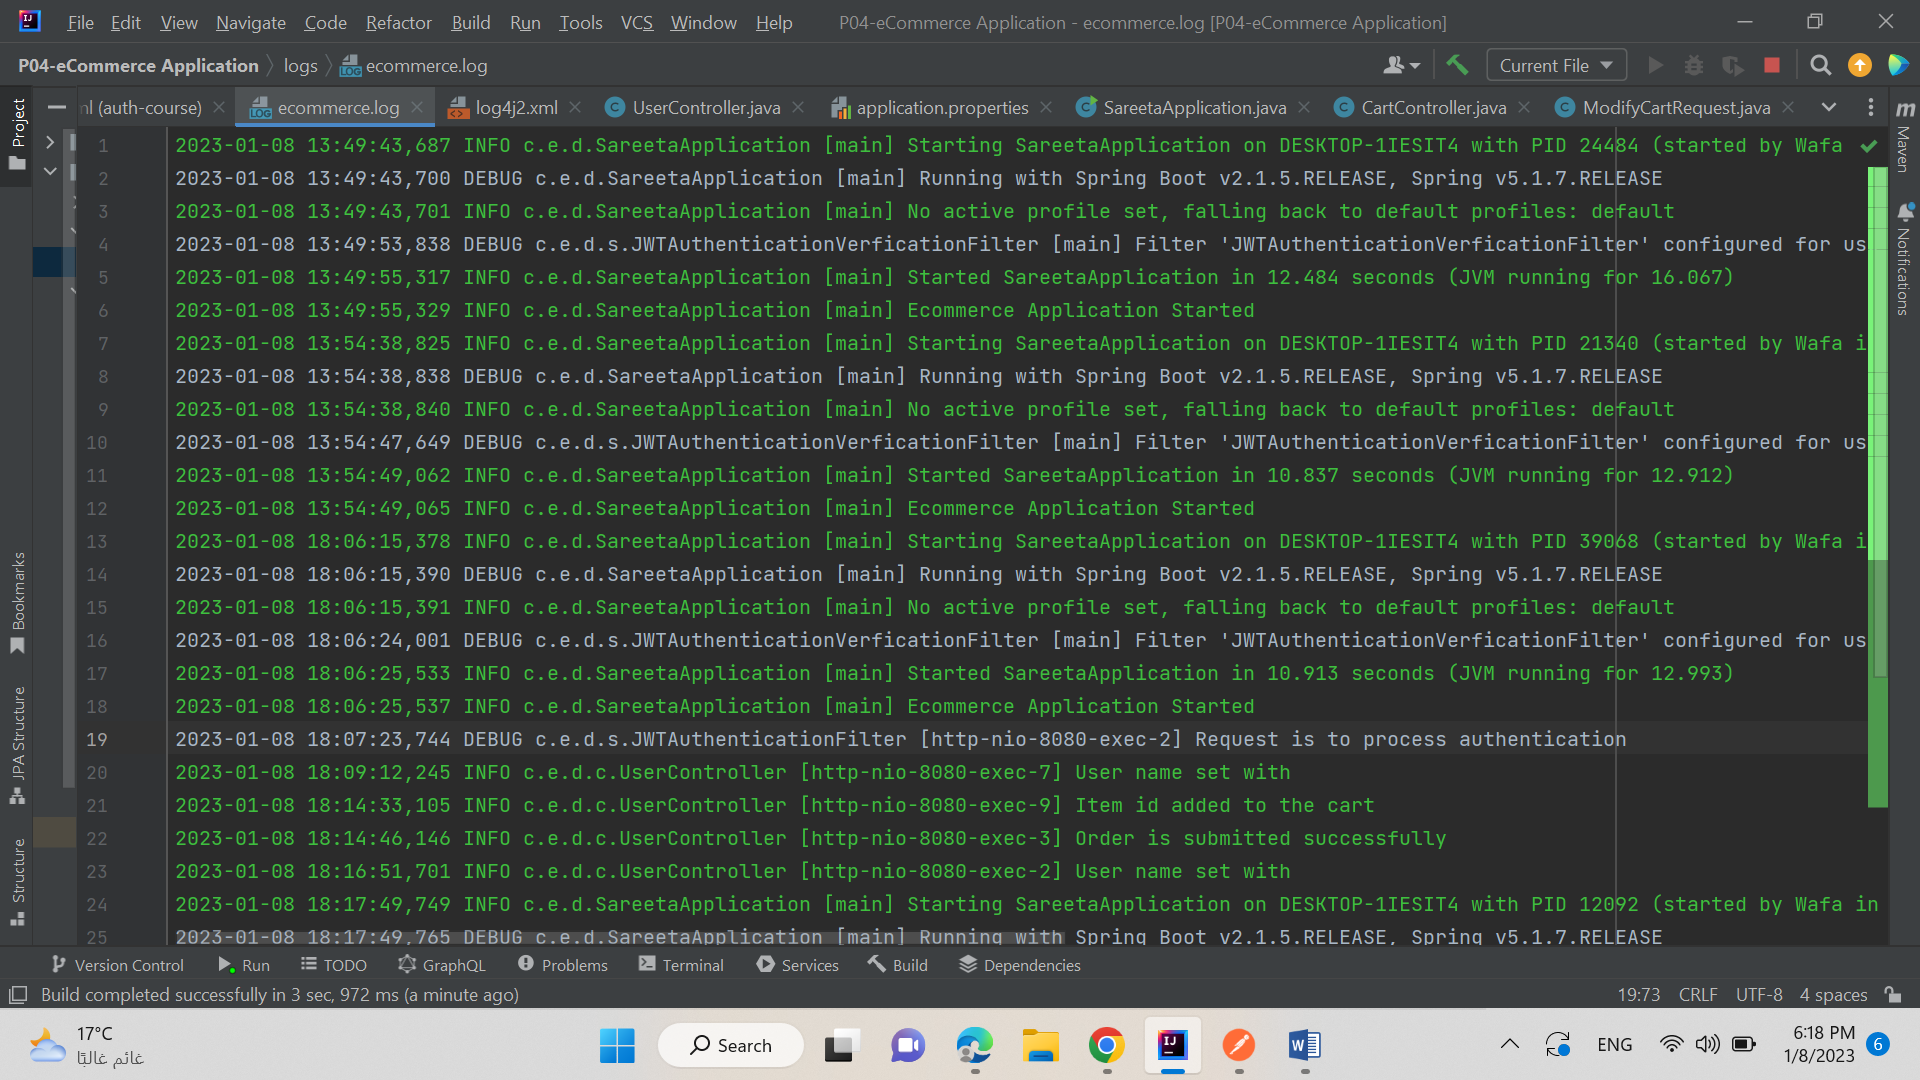 File Edit View Navigate Code Refactor Build Run Tools VCS Window Help P04-eCommerce Application - ecommerce.log [P04-eCommerce Application]
P04-eCommerce Application logs ecommerce.log Current File
nl (auth-course) ecommerce.log log4j2.xml UserController.java application.properties SareetaApplication.java CartController.java ModifyCartRequest.java
Project
Bookmarks
JPA Structure
Structure
1 2023-01-08 13:49:43,687 INFO c.e.d.SareetaApplication [main] Starting SareetaApplication on DESKTOP-1IESIT4 with PID 24484 (started by Wafa
2 2023-01-08 13:49:43,700 DEBUG c.e.d.SareetaApplication [main] Running with Spring Boot v2.1.5.RELEASE, Spring v5.1.7.RELEASE
3 2023-01-08 13:49:43,701 INFO c.e.d.SareetaApplication [main] No active profile set, falling back to default profiles: default
4 2023-01-08 13:49:53,838 DEBUG c.e.d.s.JWTAuthenticationVerficationFilter [main] Filter 'JWTAuthenticationVerficationFilter' configured for us
5 2023-01-08 13:49:55,317 INFO c.e.d.SareetaApplication [main] Started SareetaApplication in 12.484 seconds (JVM running for 16.067)
6 2023-01-08 13:49:55,329 INFO c.e.d.SareetaApplication [main] Ecommerce Application Started
7 2023-01-08 13:54:38,825 INFO c.e.d.SareetaApplication [main] Starting SareetaApplication on DESKTOP-1IESIT4 with PID 21340 (started by Wafa i
8 2023-01-08 13:54:38,838 DEBUG c.e.d.SareetaApplication [main] Running with Spring Boot v2.1.5.RELEASE, Spring v5.1.7.RELEASE
9 2023-01-08 13:54:38,840 INFO c.e.d.SareetaApplication [main] No active profile set, falling back to default profiles: default
10 2023-01-08 13:54:47,649 DEBUG c.e.d.s.JWTAuthenticationVerficationFilter [main] Filter 'JWTAuthenticationVerficationFilter' configured for us
11 2023-01-08 13:54:49,062 INFO c.e.d.SareetaApplication [main] Started SareetaApplication in 10.837 seconds (JVM running for 12.912)
12 2023-01-08 13:54:49,065 INFO c.e.d.SareetaApplication [main] Ecommerce Application Started
13 2023-01-08 18:06:15,378 INFO c.e.d.SareetaApplication [main] Starting SareetaApplication on DESKTOP-1IESIT4 with PID 39068 (started by Wafa i
14 2023-01-08 18:06:15,390 DEBUG c.e.d.SareetaApplication [main] Running with Spring Boot v2.1.5.RELEASE, Spring v5.1.7.RELEASE
15 2023-01-08 18:06:15,391 INFO c.e.d.SareetaApplication [main] No active profile set, falling back to default profiles: default
16 2023-01-08 18:06:24,001 DEBUG c.e.d.s.JWTAuthenticationVerficationFilter [main] Filter 'JWTAuthenticationVerficationFilter' configured for us
17 2023-01-08 18:06:25,533 INFO c.e.d.SareetaApplication [main] Started SareetaApplication in 10.913 seconds (JVM running for 12.993)
18 2023-01-08 18:06:25,537 INFO c.e.d.SareetaApplication [main] Ecommerce Application Started
19 2023-01-08 18:07:23,744 DEBUG c.e.d.s.JWTAuthenticationFilter [http-nio-8080-exec-2] Request is to process authentication
20 2023-01-08 18:09:12,245 INFO c.e.d.c.UserController [http-nio-8080-exec-7] User name set with
21 2023-01-08 18:14:33,105 INFO c.e.d.c.UserController [http-nio-8080-exec-9] Item id added to the cart
22 2023-01-08 18:14:46,146 INFO c.e.d.c.UserController [http-nio-8080-exec-3] Order is submitted successfully
23 2023-01-08 18:16:51,701 INFO c.e.d.c.UserController [http-nio-8080-exec-2] User name set with
24 2023-01-08 18:17:49,749 INFO c.e.d.SareetaApplication [main] Starting SareetaApplication on DESKTOP-1IESIT4 with PID 12092 (started by Wafa in
25 2023-01-08 18:17:49,765 DEBUG c.e.d.SareetaApplication [main] Running with Spring Boot v2.1.5.RELEASE, Spring v5.1.7.RELEASE
m Maven
Notifications
Version Control Run TODO GraphQL Problems Terminal Services Build Dependencies
Build completed successfully in 3 sec, 972 ms (a minute ago) 19:73 CRLF UTF-8 4 spaces
17°C
غائم غالبًا
Search
ENG
6:18 PM
1/8/2023
6